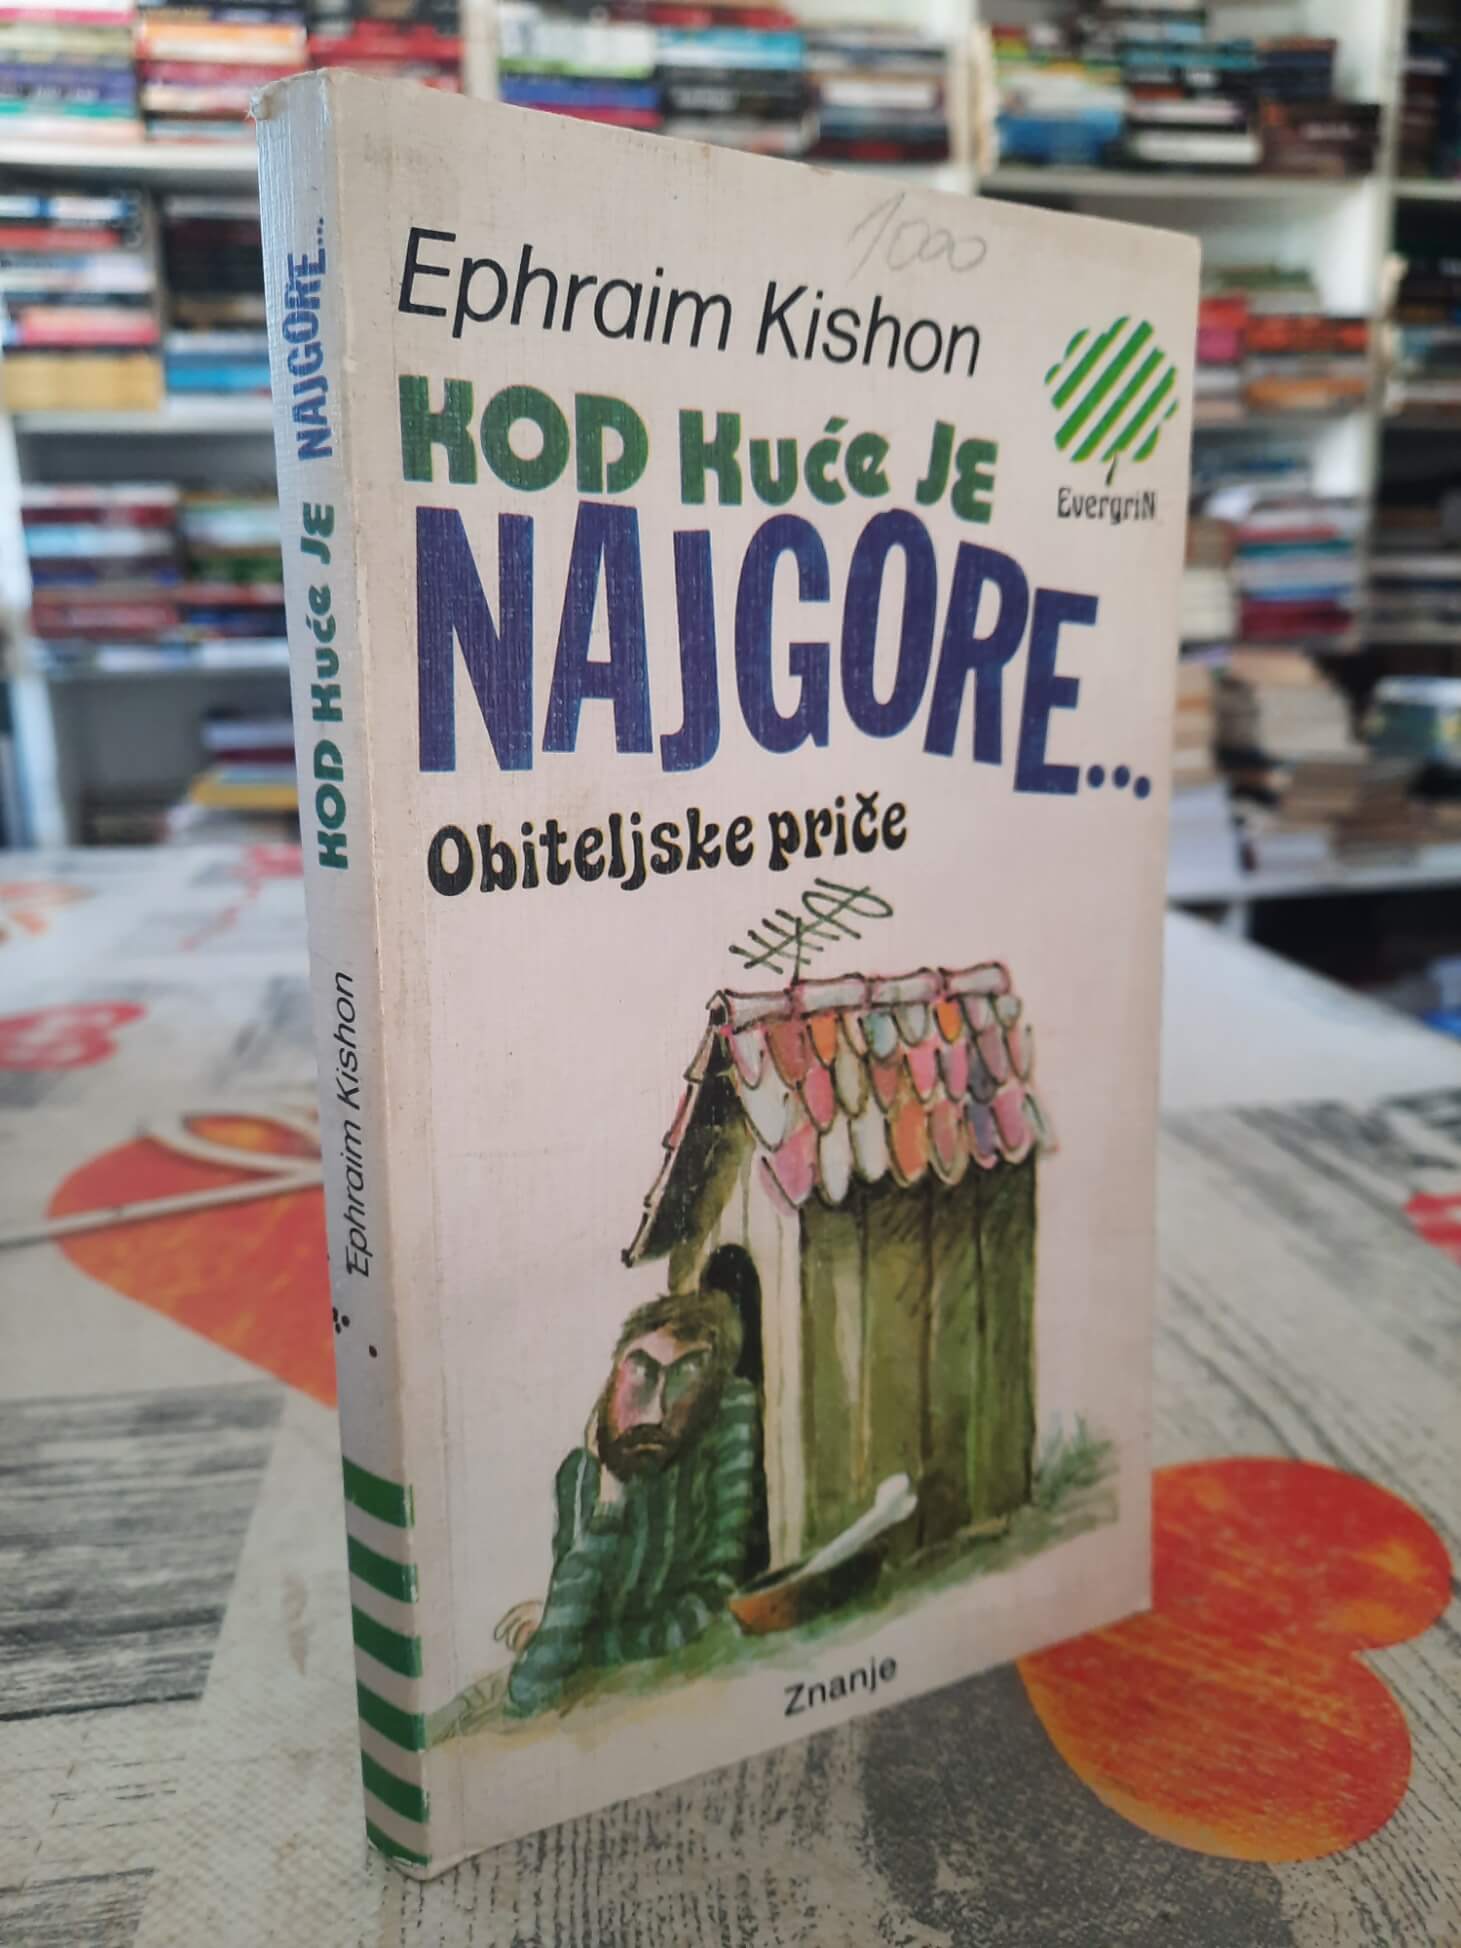 KOD Kuće JE NAJGORE...
Ephraim Kishon
1000
Ephraim Kishon
KOD Kuće JE
NAJGORE...
EvergriN
Obiteljske priče
Znanje